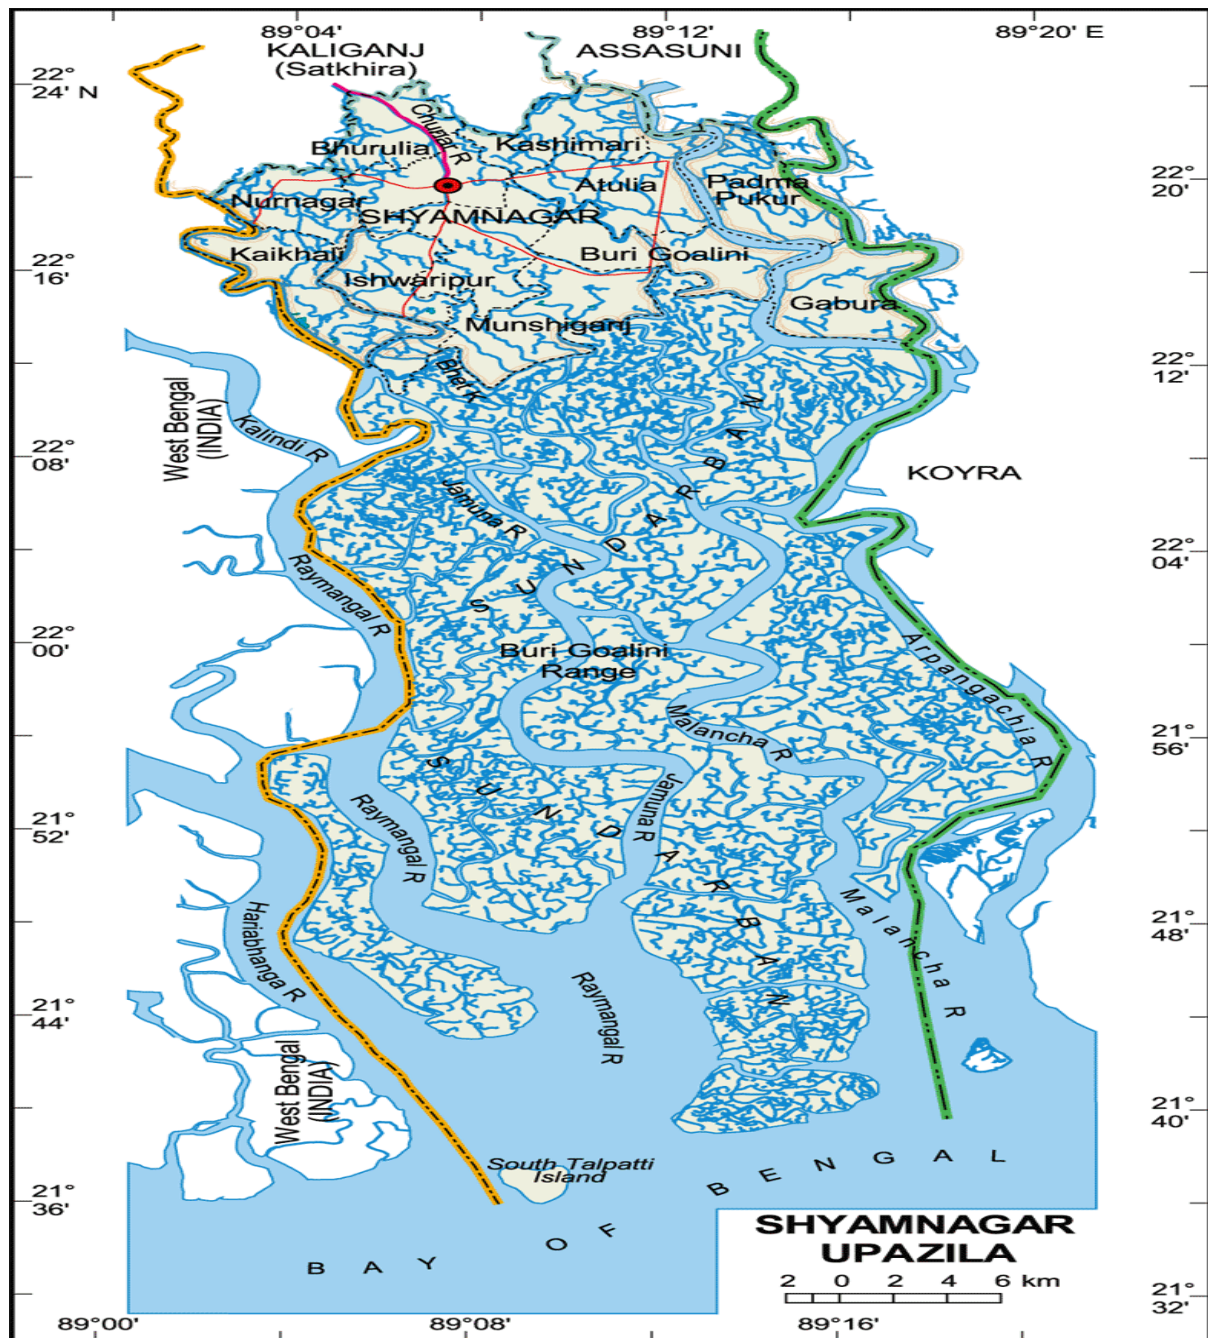 89°04'
89°12'
89°20' E
KALIGANJ
(Satkhira)
ASSASUNI
22°
24' N
Churjar R
Bhurulia
Kashimari
Atulia
Padma
Pukur
22°
20'
Nurnagar
SHYAMNAGAR
Kaikhali
Buri Goalini
22°
16'
Ishwaripur
Gabura
Munshiganj
22°
12'
Bhet K
West Bengal
(INDIA)
Kalindi R
22°
08'
KOYRA
Jamuna R
SUNDARBAN
22°
04'
Raymangal R
22°
00'
Buri Goalini
Range
Arpangachia R
Malancha R
21°
56'
SUNDARBAN
Jamuna R
Raymangal R
21°
52'
Malancha R
21°
48'
Hariabhanga R
Raymangal R
21°
44'
West Bengal
(INDIA)
21°
40'
South Talpatti
Island
BAY OF BENGAL
21°
36'
SHYAMNAGAR
UPAZILA
2 0 2 4 6 km
21°
32'
89°00'
89°08'
89°16'